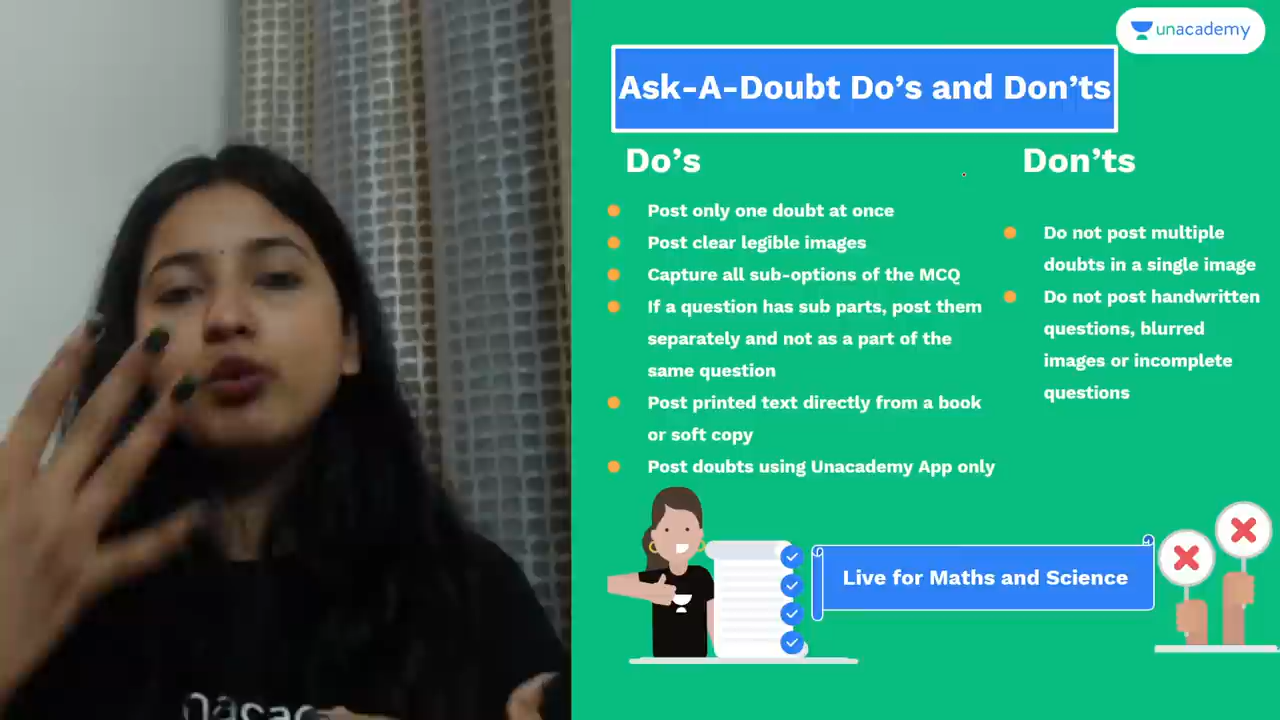 unacademy
Ask-A-Doubt Do’s and Don’ts
Do’s
Post only one doubt at once
Post clear legible images
Capture all sub-options of the MCQ
If a question has sub parts, post them
separately and not as a part of the
same question
Post printed text directly from a book
or soft copy
Post doubts using Unacademy App only
Don’ts
Do not post multiple
doubts in a single image
Do not post handwritten
questions, blurred
images or incomplete
questions
Live for Maths and Science